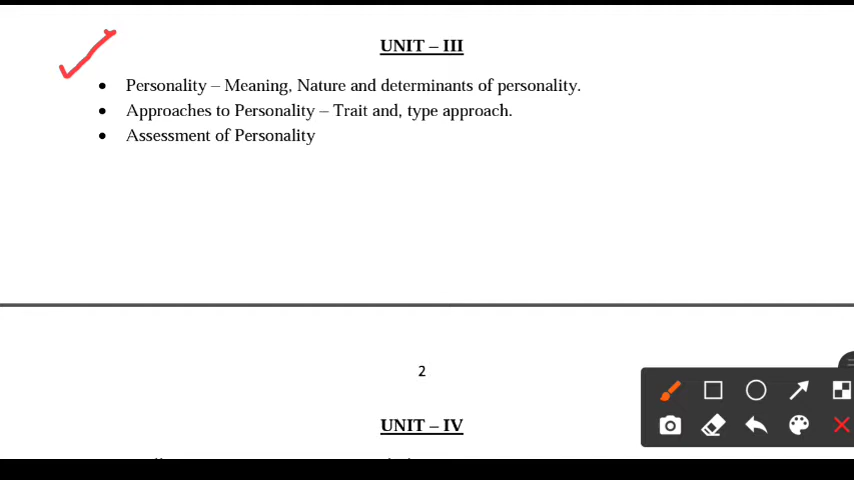 UNIT – III
• Personality – Meaning, Nature and determinants of personality.
• Approaches to Personality – Trait and, type approach.
• Assessment of Personality
2
UNIT – IV